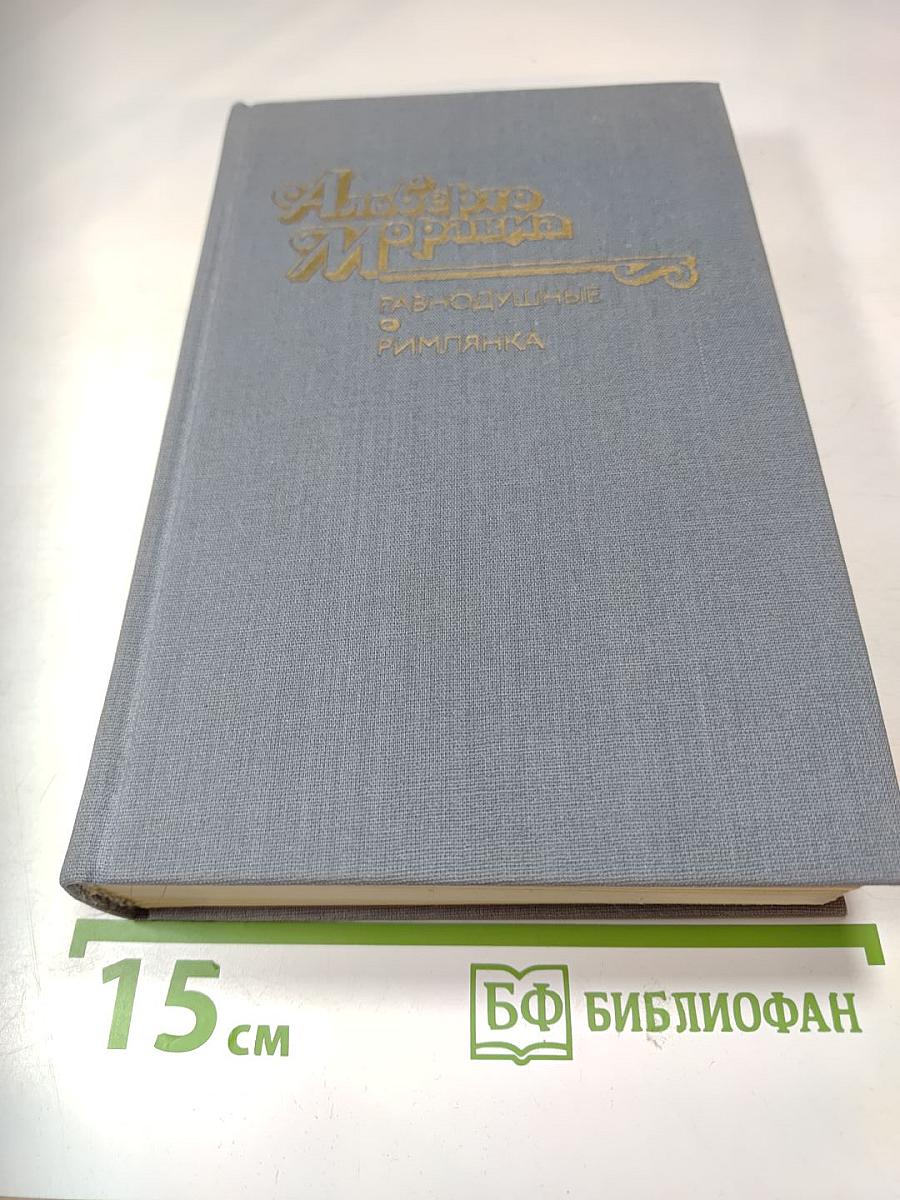 Альберто
Моравиа
РАВНОДУШНЫЕ
РИМЛЯНКА
15 см
БФ БИБЛИОФАН